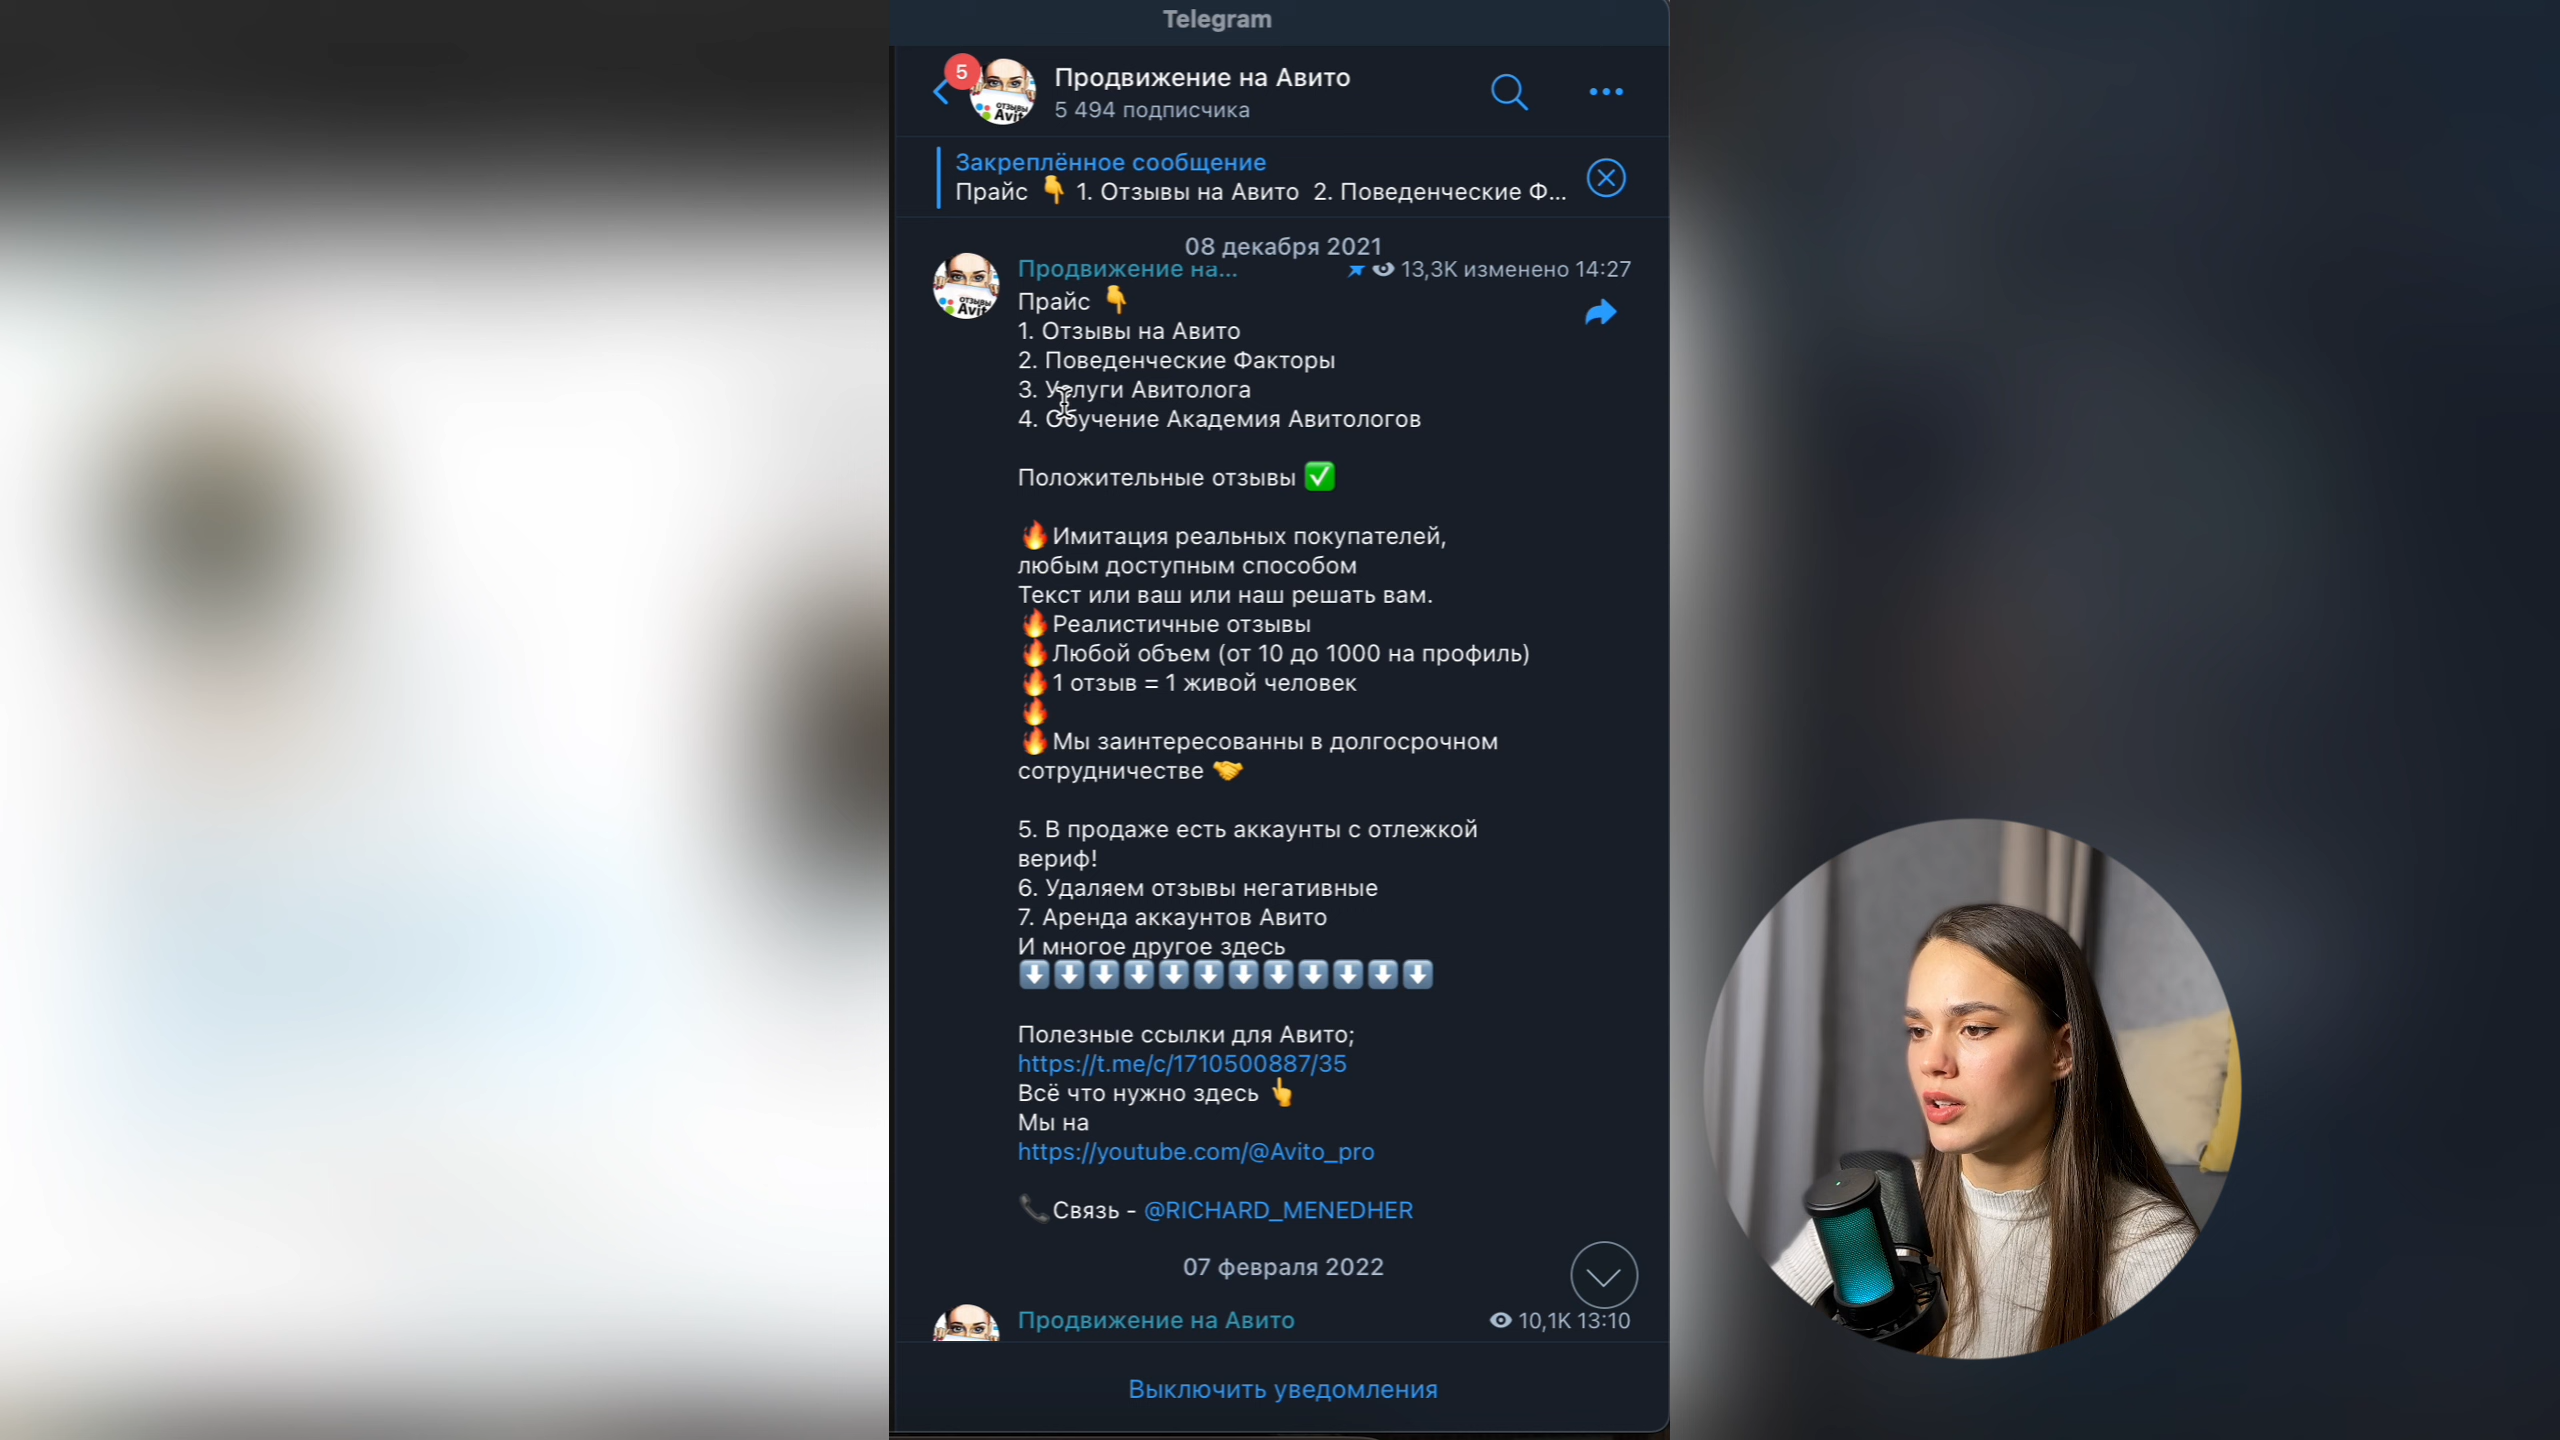 Telegram
5
Продвижение на Авито
5 494 подписчика
Закреплённое сообщение
Прайс 👇 1. Отзывы на Авито 2. Поведенческие Ф...
08 декабря 2021
Продвижение на...
13,3K изменено 14:27
Прайс 👇
1. Отзывы на Авито
2. Поведенческие Факторы
3. Услуги Авитолога
4. Обучение Академия Авитологов
Положительные отзывы ✅
🔥Имитация реальных покупателей,
любым доступным способом
Текст или ваш или наш решать вам.
🔥Реалистичные отзывы
🔥Любой объем (от 10 до 1000 на профиль)
🔥1 отзыв = 1 живой человек
🔥
🔥Мы заинтересованны в долгосрочном
сотрудничестве 🤝
5. В продаже есть аккаунты с отлежкой
вериф!
6. Удаляем отзывы негативные
7. Аренда аккаунтов Авито
И многое другое здесь
⬇️⬇️⬇️⬇️⬇️⬇️⬇️⬇️⬇️⬇️⬇️⬇️
Полезные ссылки для Авито;
https://t.me/c/1710500887/35
Всё что нужно здесь 👆
Мы на
https://youtube.com/@Avito_pro
📞Связь - @RICHARD_MENEDHER
07 февраля 2022
Продвижение на Авито
10,1K 13:10
Выключить уведомления